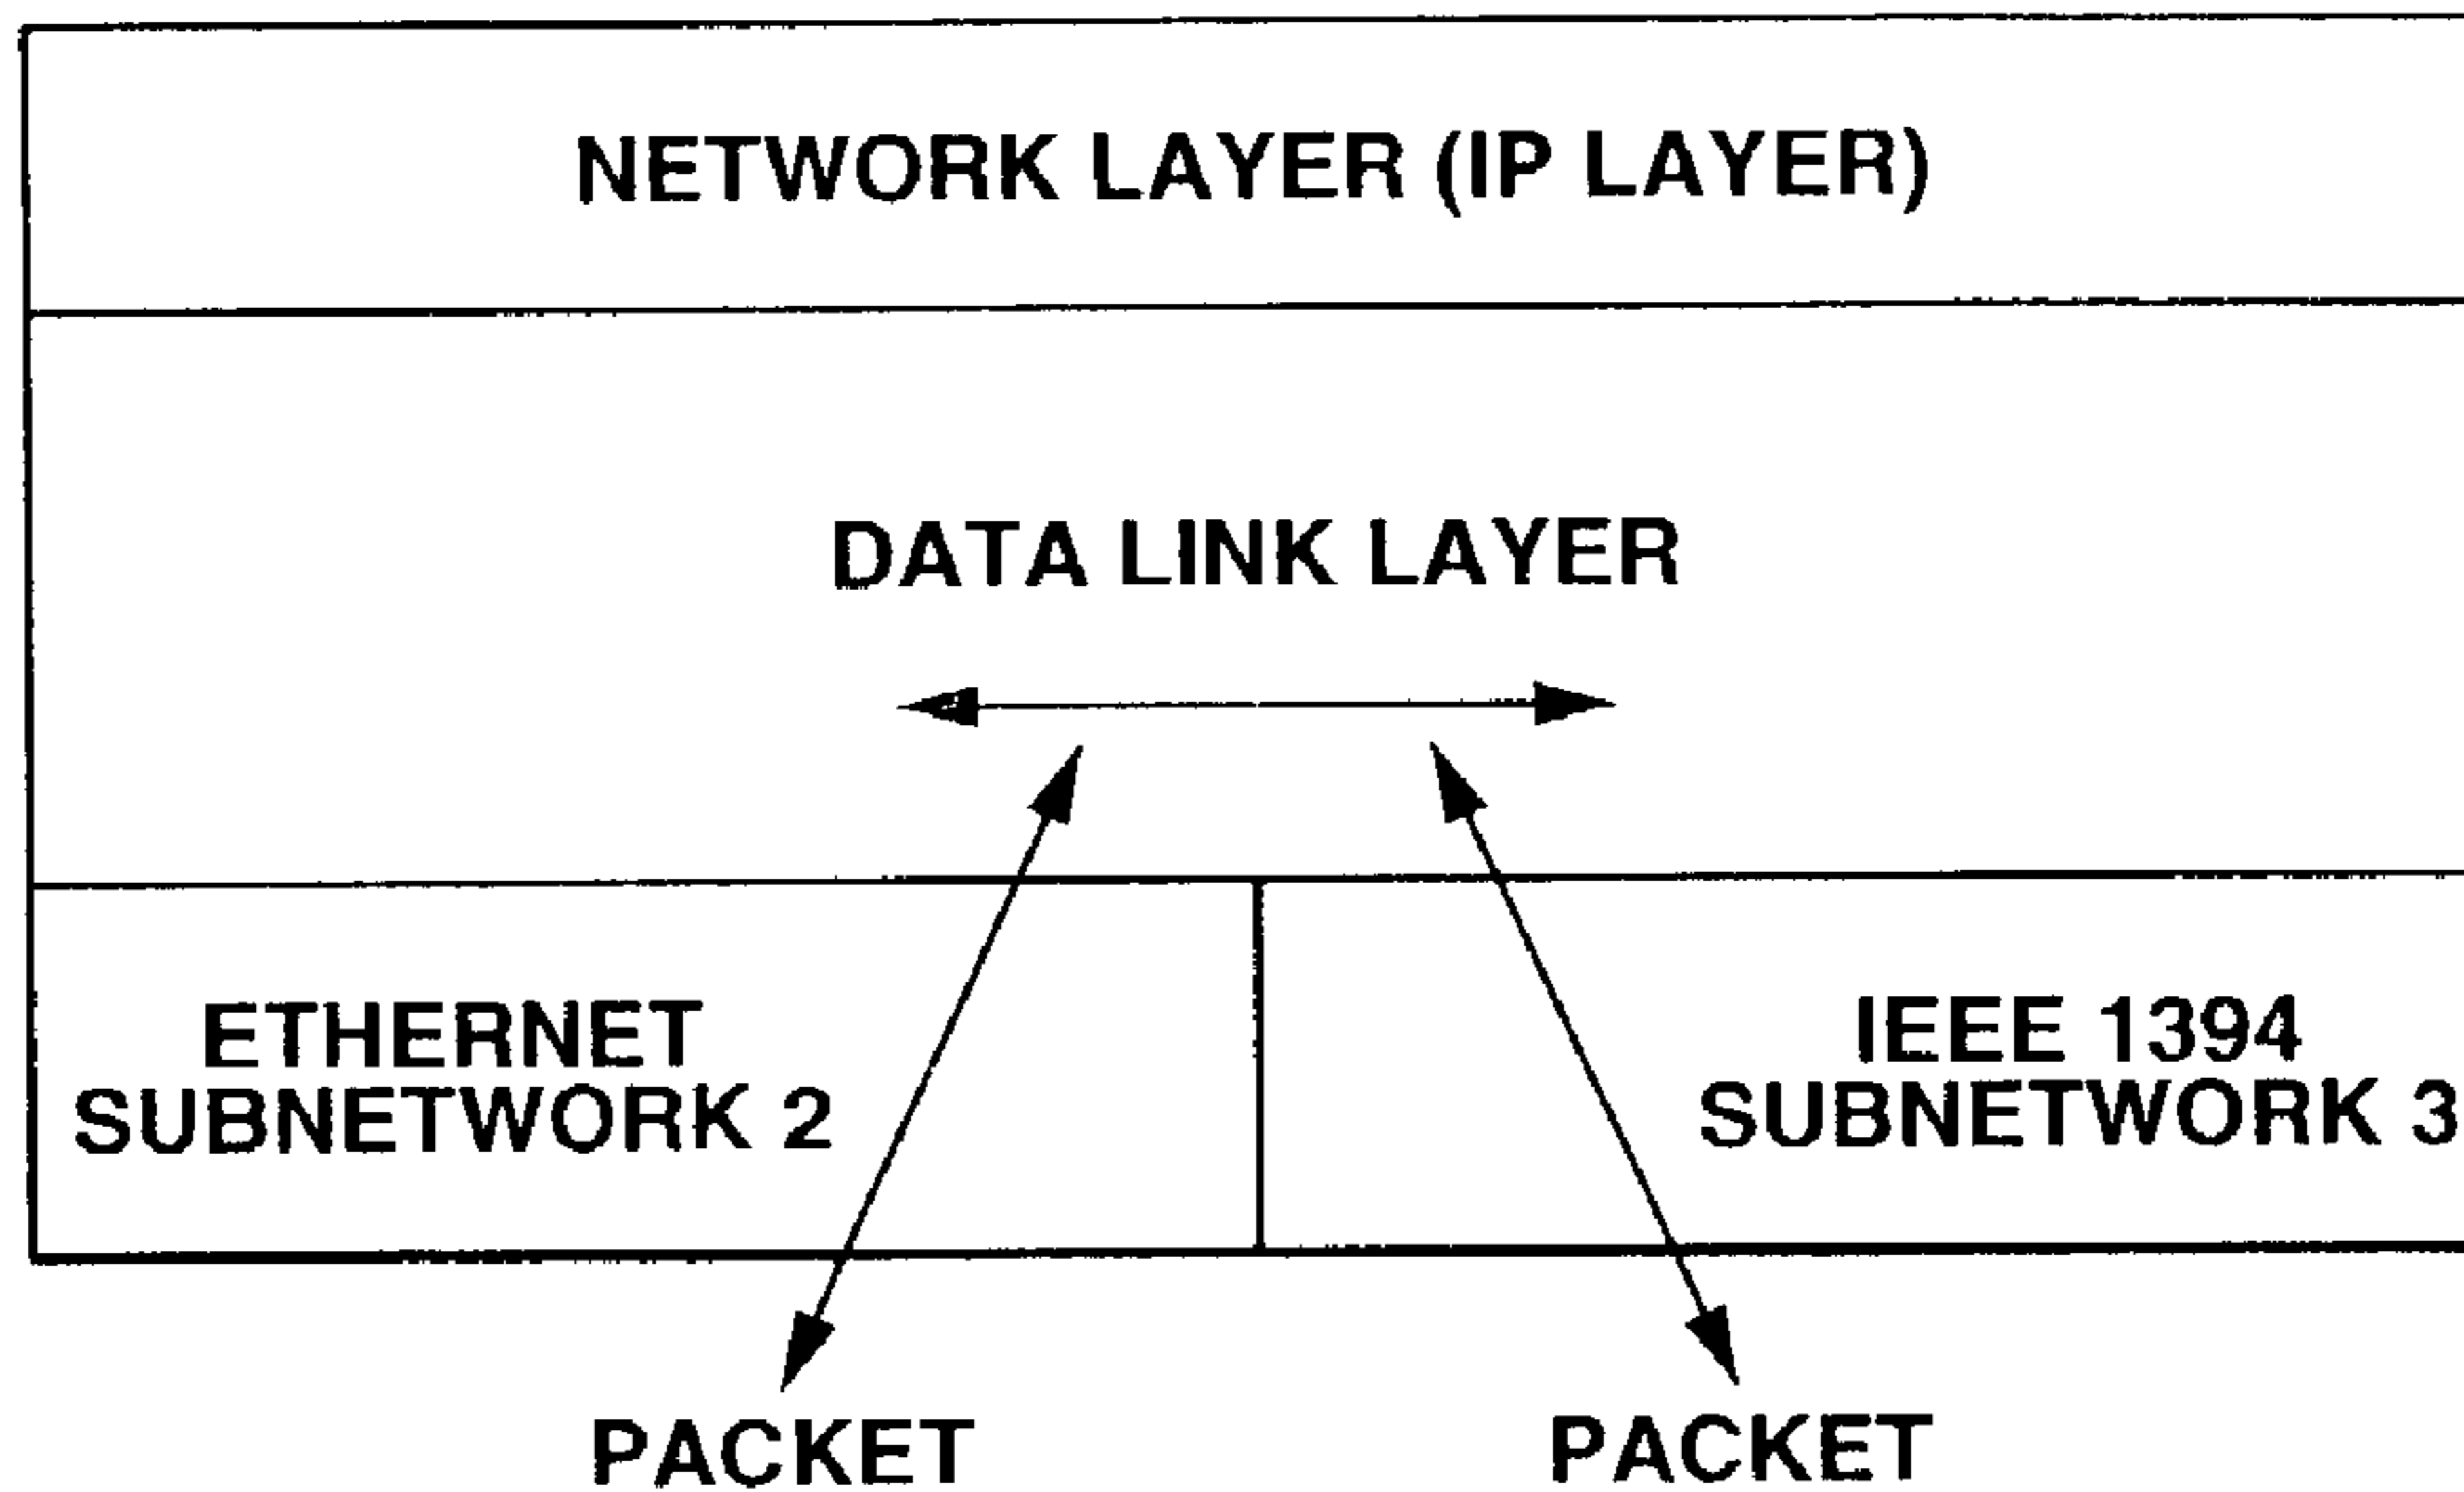 NETWORK LAYER (IP LAYER)
DATA LINK LAYER
ETHERNET
SUBNETWORK 2
IEEE 1394
SUBNETWORK 3
PACKET
PACKET